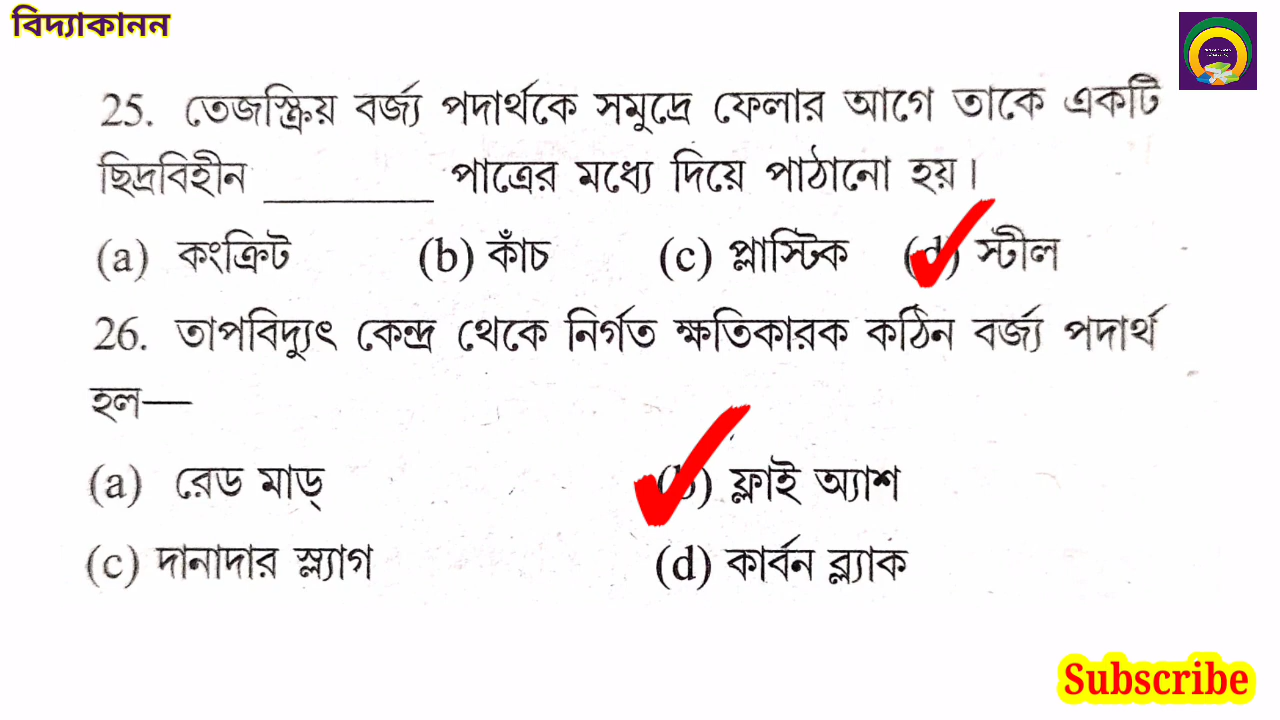 বিদ্যাকানন
25. তেজস্ক্রিয় বর্জ্য পদার্থকে সমুদ্রে ফেলার আগে তাকে একটি
ছিদ্রবিহীন ________ পাত্রের মধ্যে দিয়ে পাঠানো হয়।
(a) কংক্রিট (b) কাঁচ (c) প্লাস্টিক (d) স্টীল
26. তাপবিদ্যুৎ কেন্দ্র থেকে নির্গত ক্ষতিকারক কঠিন বর্জ্য পদার্থ
হল—
(a) রেড মাড্ (b) ফ্লাই অ্যাশ
(c) দানাদার স্ল্যাগ (d) কার্বন ব্ল্যাক
Subscribe